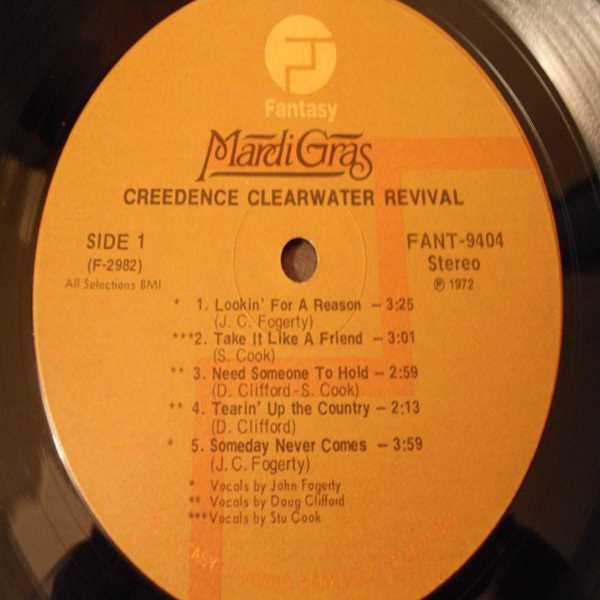 Fantasy
Mardi Gras
CREEDENCE CLEARWATER REVIVAL
SIDE 1
(F-2982)
All Selections BMI
FANT-9404
Stereo
℗ 1972
* 1. Lookin' For A Reason – 3:25
(J. C. Fogerty)
***2. Take It Like A Friend – 3:01
(S. Cook)
** 3. Need Someone To Hold – 2:59
(D. Clifford-S. Cook)
** 4. Tearin' Up the Country – 2:13
(D. Clifford)
* 5. Someday Never Comes – 3:59
(J. C. Fogerty)
* Vocals by John Fogerty
** Vocals by Doug Clifford
***Vocals by Stu Cook